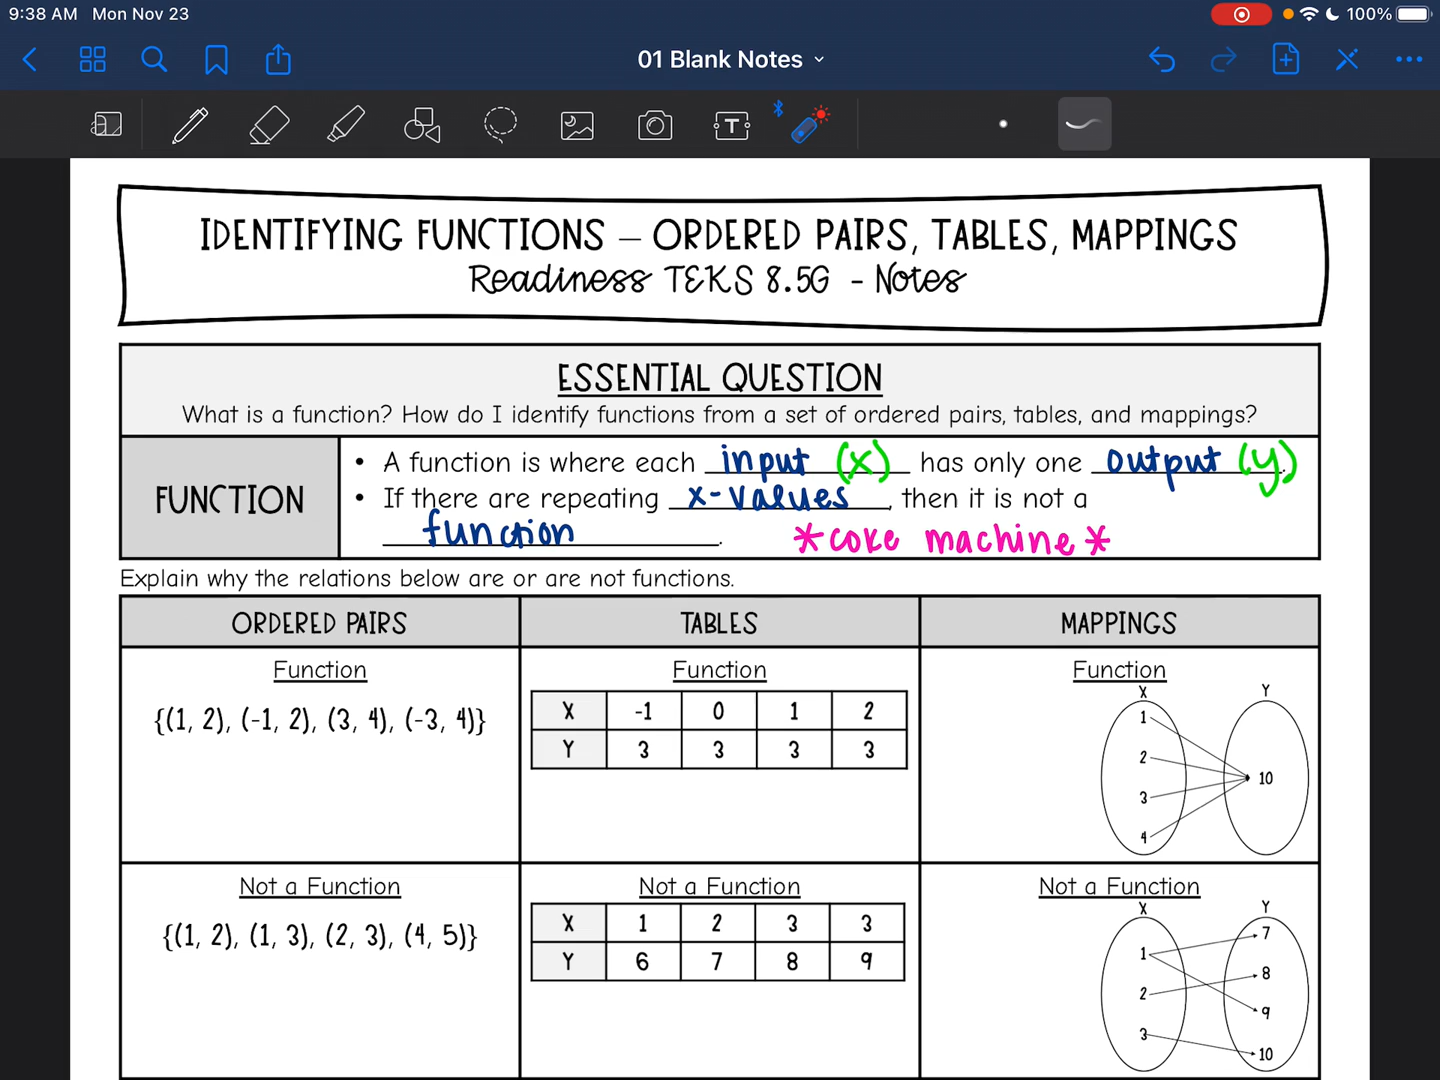 9:38 AM Mon Nov 23
100%
01 Blank Notes
T
IDENTIFYING FUNCTIONS – ORDERED PAIRS, TABLES, MAPPINGS
Readiness TEKS 8.5G - Notes
ESSENTIAL QUESTION
What is a function? How do I identify functions from a set of ordered pairs, tables, and mappings?
FUNCTION
• A function is where each input (x) has only one output (y).
• If there are repeating x-values, then it is not a
function.
*coke machine*
Explain why the relations below are or are not functions.
ORDERED PAIRS TABLES MAPPINGS
Function
{(1, 2), (-1, 2), (3, 4), (-3, 4)}
Function
X -1 0 1 2
Y 3 3 3 3
Function
X Y
1
2
3
4
10
Not a Function
{(1, 2), (1, 3), (2, 3), (4, 5)}
Not a Function
X 1 2 3 3
Y 6 7 8 9
Not a Function
X Y
1
2
3
7
8
9
10